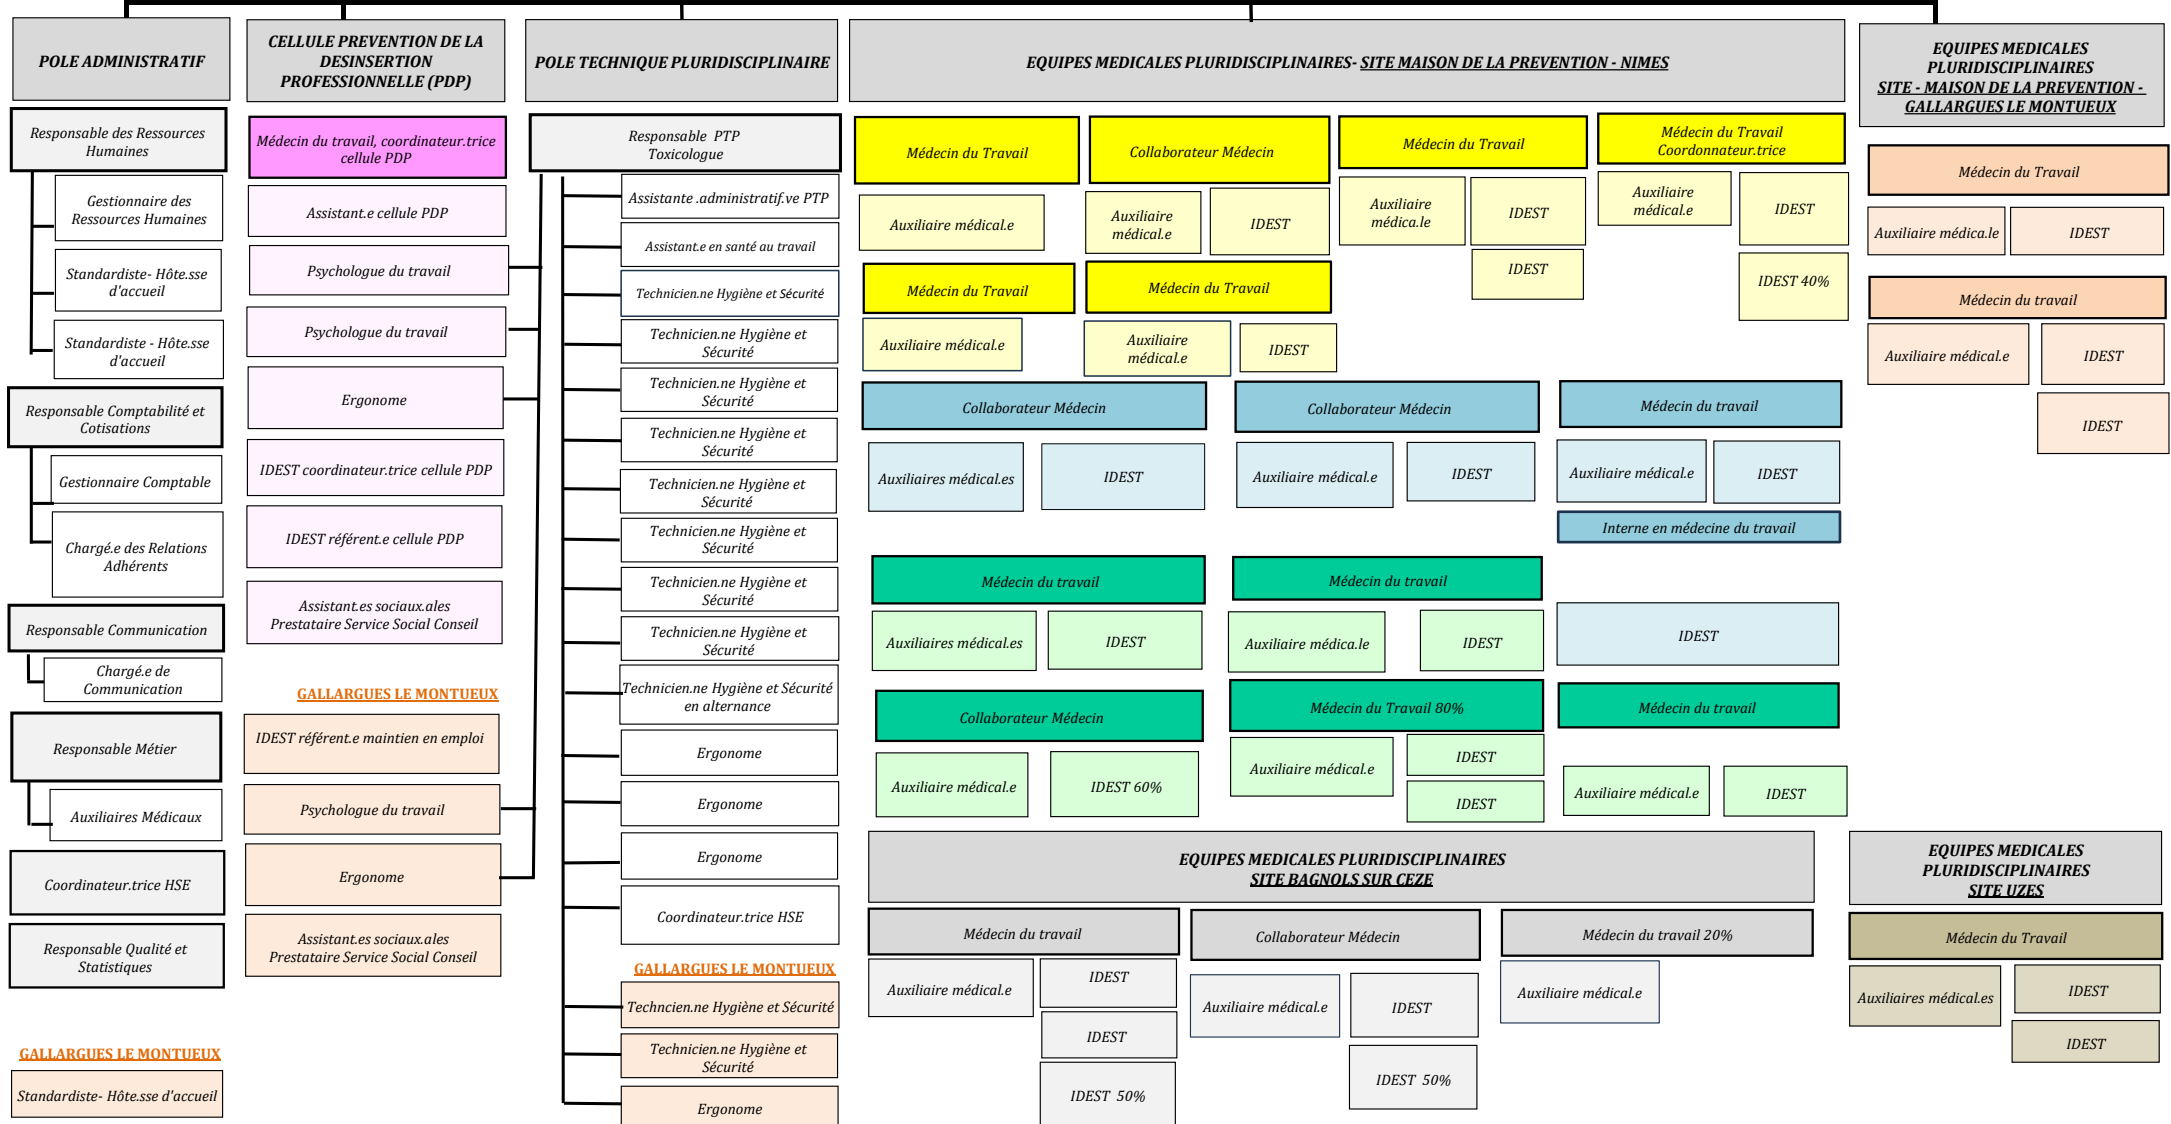 POLE ADMINISTRATIF
Responsable des Ressources
Humaines
Gestionnaire des
Ressources Humaines
Standardiste- Hôte.sse
d'accueil
Standardiste - Hôte.sse
d'accueil
Responsable Comptabilité et
Cotisations
Gestionnaire Comptable
Chargé.e des Relations
Adhérents
Responsable Communication
Chargé.e de
Communication
Responsable Métier
Auxiliaires Médicaux
Coordinateur.trice HSE
Responsable Qualité et
Statistiques
GALLARGUES LE MONTUEUX
Standardiste- Hôte.sse d'accueil
CELLULE PREVENTION DE LA
DESINSERTION
PROFESSIONNELLE (PDP)
Médecin du travail, coordinateur.trice
cellule PDP
Assistant.e cellule PDP
Psychologue du travail
Psychologue du travail
Ergonome
IDEST coordinateur.trice cellule PDP
IDEST référent.e cellule PDP
Assistant.es sociaux.ales
Prestataire Service Social Conseil
GALLARGUES LE MONTUEUX
IDEST référent.e maintien en emploi
Psychologue du travail
Ergonome
Assistant.es sociaux.ales
Prestataire Service Social Conseil
POLE TECHNIQUE PLURIDISCIPLINAIRE
Responsable PTP
Toxicologue
Assistante .administratif.ve PTP
Assistant.e en santé au travail
Technicien.ne Hygiène et Sécurité
Technicien.ne Hygiène et
Sécurité
Technicien.ne Hygiène et
Sécurité
Technicien.ne Hygiène et
Sécurité
Technicien.ne Hygiène et
Sécurité
Technicien.ne Hygiène et
Sécurité
Technicien.ne Hygiène et
Sécurité
Technicien.ne Hygiène et
Sécurité
Technicien.ne Hygiène et Sécurité
en alternance
Ergonome
Ergonome
Ergonome
Coordinateur.trice HSE
GALLARGUES LE MONTUEUX
Techncien.ne Hygiène et Sécurité
Technicien.ne Hygiène et
Sécurité
Ergonome
EQUIPES MEDICALES PLURIDISCIPLINAIRES- SITE MAISON DE LA PREVENTION - NIMES
Médecin du Travail
Auxiliaire médical.e
Collaborateur Médecin
Auxiliaire
médical.e
IDEST
Médecin du Travail
Auxiliaire
médica.le
IDEST
IDEST
Médecin du Travail
Coordonnateur.trice
Auxiliaire
médical.e
IDEST
IDEST 40%
Médecin du Travail
Auxiliaire médical.e
Médecin du Travail
Auxiliaire
médical.e
IDEST
Collaborateur Médecin
Auxiliaires médical.es
IDEST
Collaborateur Médecin
Auxiliaire médical.e
IDEST
Médecin du travail
Auxiliaire médical.e
IDEST
Interne en médecine du travail
IDEST
Médecin du travail
Auxiliaires médical.es
IDEST
Médecin du travail
Auxiliaire médica.le
IDEST
Collaborateur Médecin
Auxiliaire médical.e
IDEST 60%
Médecin du Travail 80%
Auxiliaire médical.e
IDEST
IDEST
Médecin du travail
Auxiliaire médical.e
IDEST
EQUIPES MEDICALES PLURIDISCIPLINAIRES
SITE BAGNOLS SUR CEZE
Médecin du travail
Auxiliaire médical.e
IDEST
IDEST
IDEST 50%
Collaborateur Médecin
Auxiliaire médical.e
IDEST
IDEST 50%
Médecin du travail 20%
Auxiliaire médical.e
EQUIPES MEDICALES
PLURIDISCIPLINAIRES
SITE - MAISON DE LA PREVENTION -
GALLARGUES LE MONTUEUX
Médecin du Travail
Auxiliaire médica.le
IDEST
Médecin du travail
Auxiliaire médical.e
IDEST
IDEST
EQUIPES MEDICALES
PLURIDISCIPLINAIRES
SITE UZES
Médecin du Travail
Auxiliaires médical.es
IDEST
IDEST